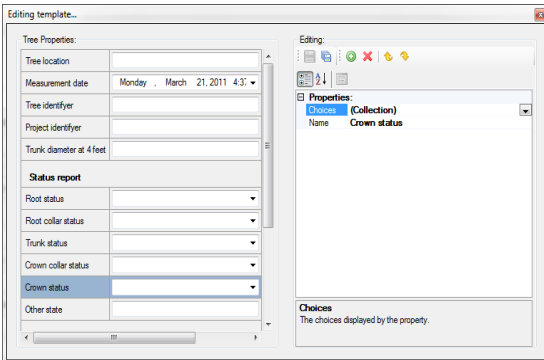 Editing template...
Tree Properties:
Tree location
Measurement date Monday , March 21, 2011 4:37
Tree identifyer
Project identifyer
Trunk diameter at 4 feet
Status report
Root status
Root collar status
Trunk status
Crown collar status
Crown status
Other state
Editing:
Properties:
Choices (Collection)
Name Crown status
Choices
The choices displayed by the property.